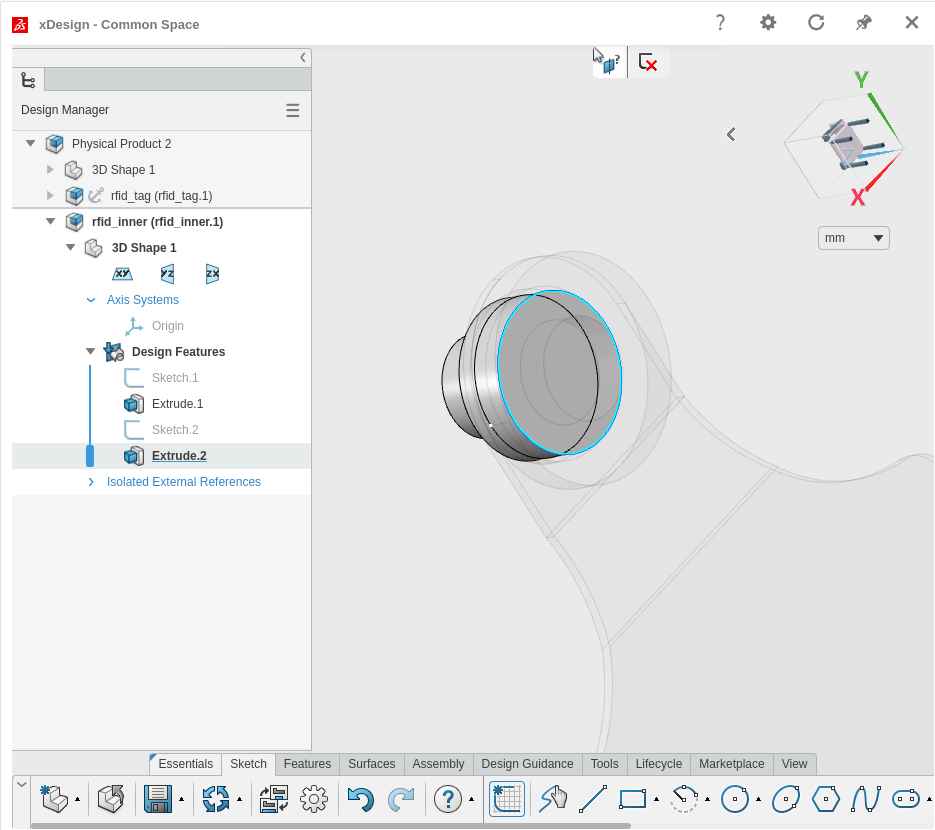 xDesign - Common Space
?
Design Manager
Physical Product 2
3D Shape 1
rfid_tag (rfid_tag.1)
rfid_inner (rfid_inner.1)
3D Shape 1
XY YZ ZX
Axis Systems
Origin
Design Features
Sketch.1
Extrude.1
Sketch.2
Extrude.2
Isolated External References
?
Y
X
mm
Essentials Sketch Features Surfaces Assembly Design Guidance Tools Lifecycle Marketplace View
?